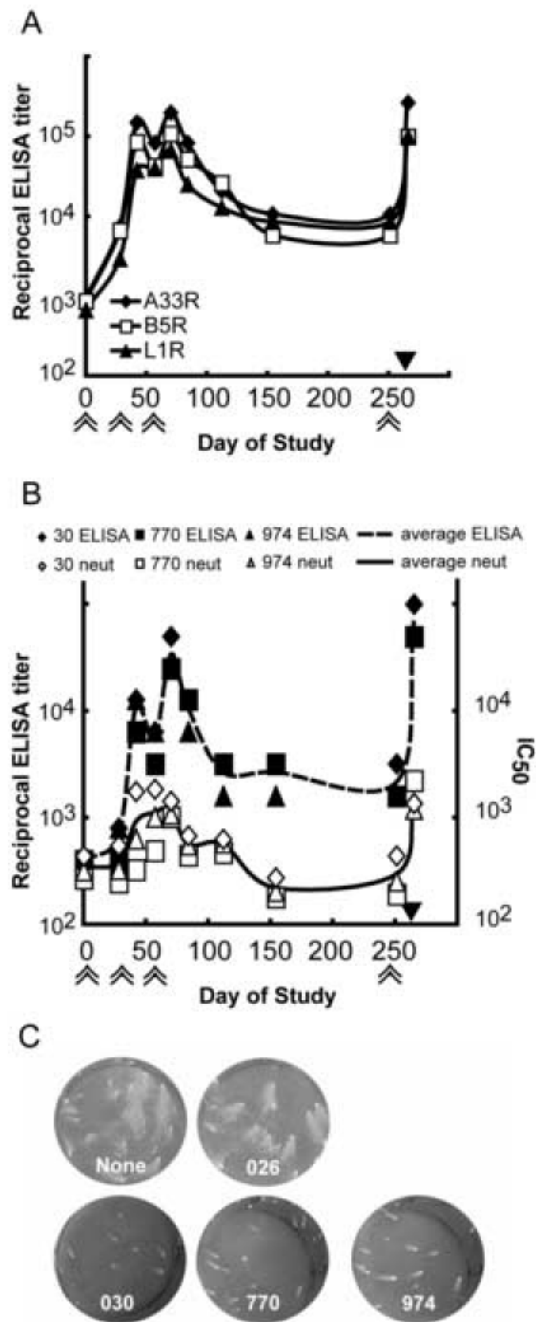 A
Reciprocal ELISA titer
10^5
10^4
10^3
10^2
A33R
B5R
L1R
0 50 100 150 200 250
Day of Study
B
30 ELISA 770 ELISA 974 ELISA average ELISA
30 neut 770 neut 974 neut average neut
Reciprocal ELISA titer
10^4
10^3
10^2
10^4
10^3
10^2
IC50
0 50 100 150 200 250
Day of Study
C
None 026
030 770 974